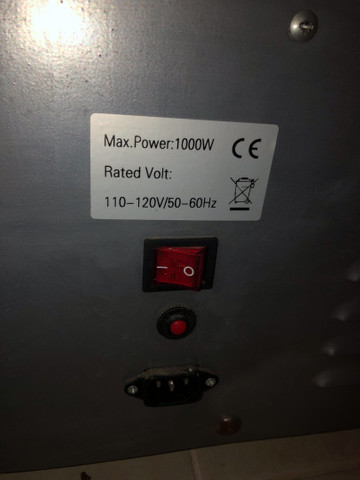 Max.Power:1000W CE
Rated Volt:
110-120V/50-60Hz